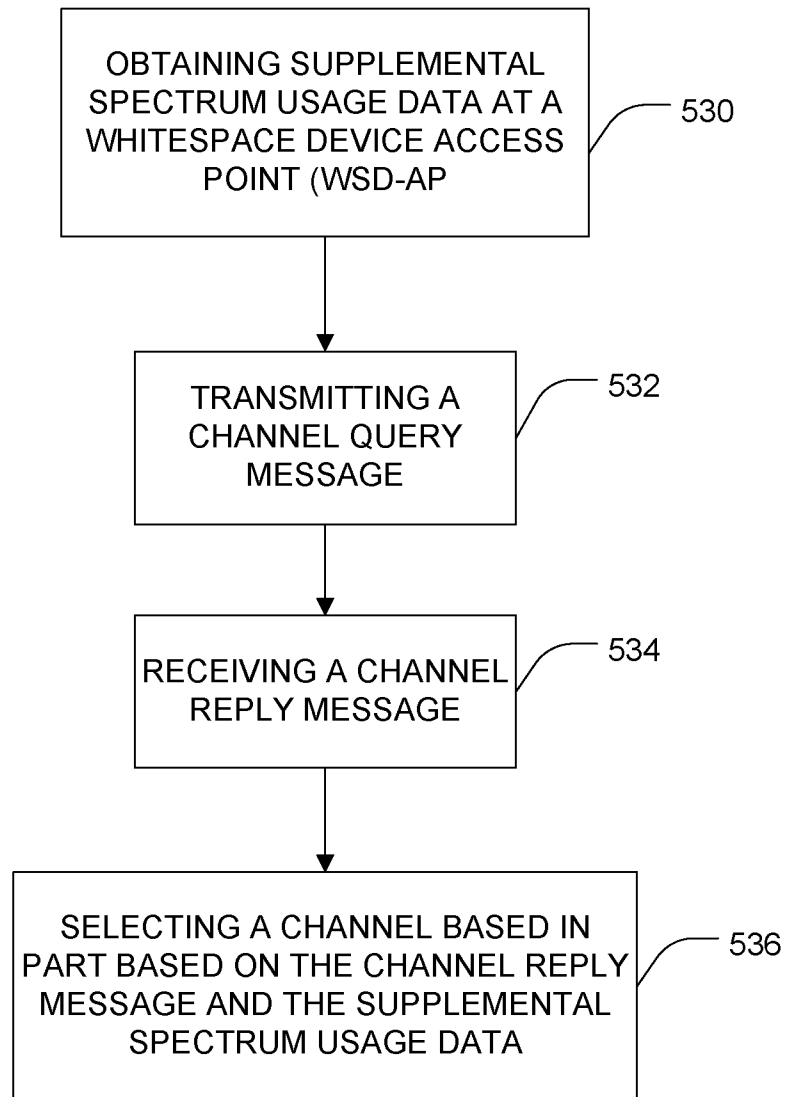 OBTAINING SUPPLEMENTAL
SPECTRUM USAGE DATA AT A
WHITESPACE DEVICE ACCESS
POINT (WSD-AP
530
TRANSMITTING A
CHANNEL QUERY
MESSAGE
532
RECEIVING A CHANNEL
REPLY MESSAGE
534
SELECTING A CHANNEL BASED IN
PART BASED ON THE CHANNEL REPLY
MESSAGE AND THE SUPPLEMENTAL
SPECTRUM USAGE DATA
536